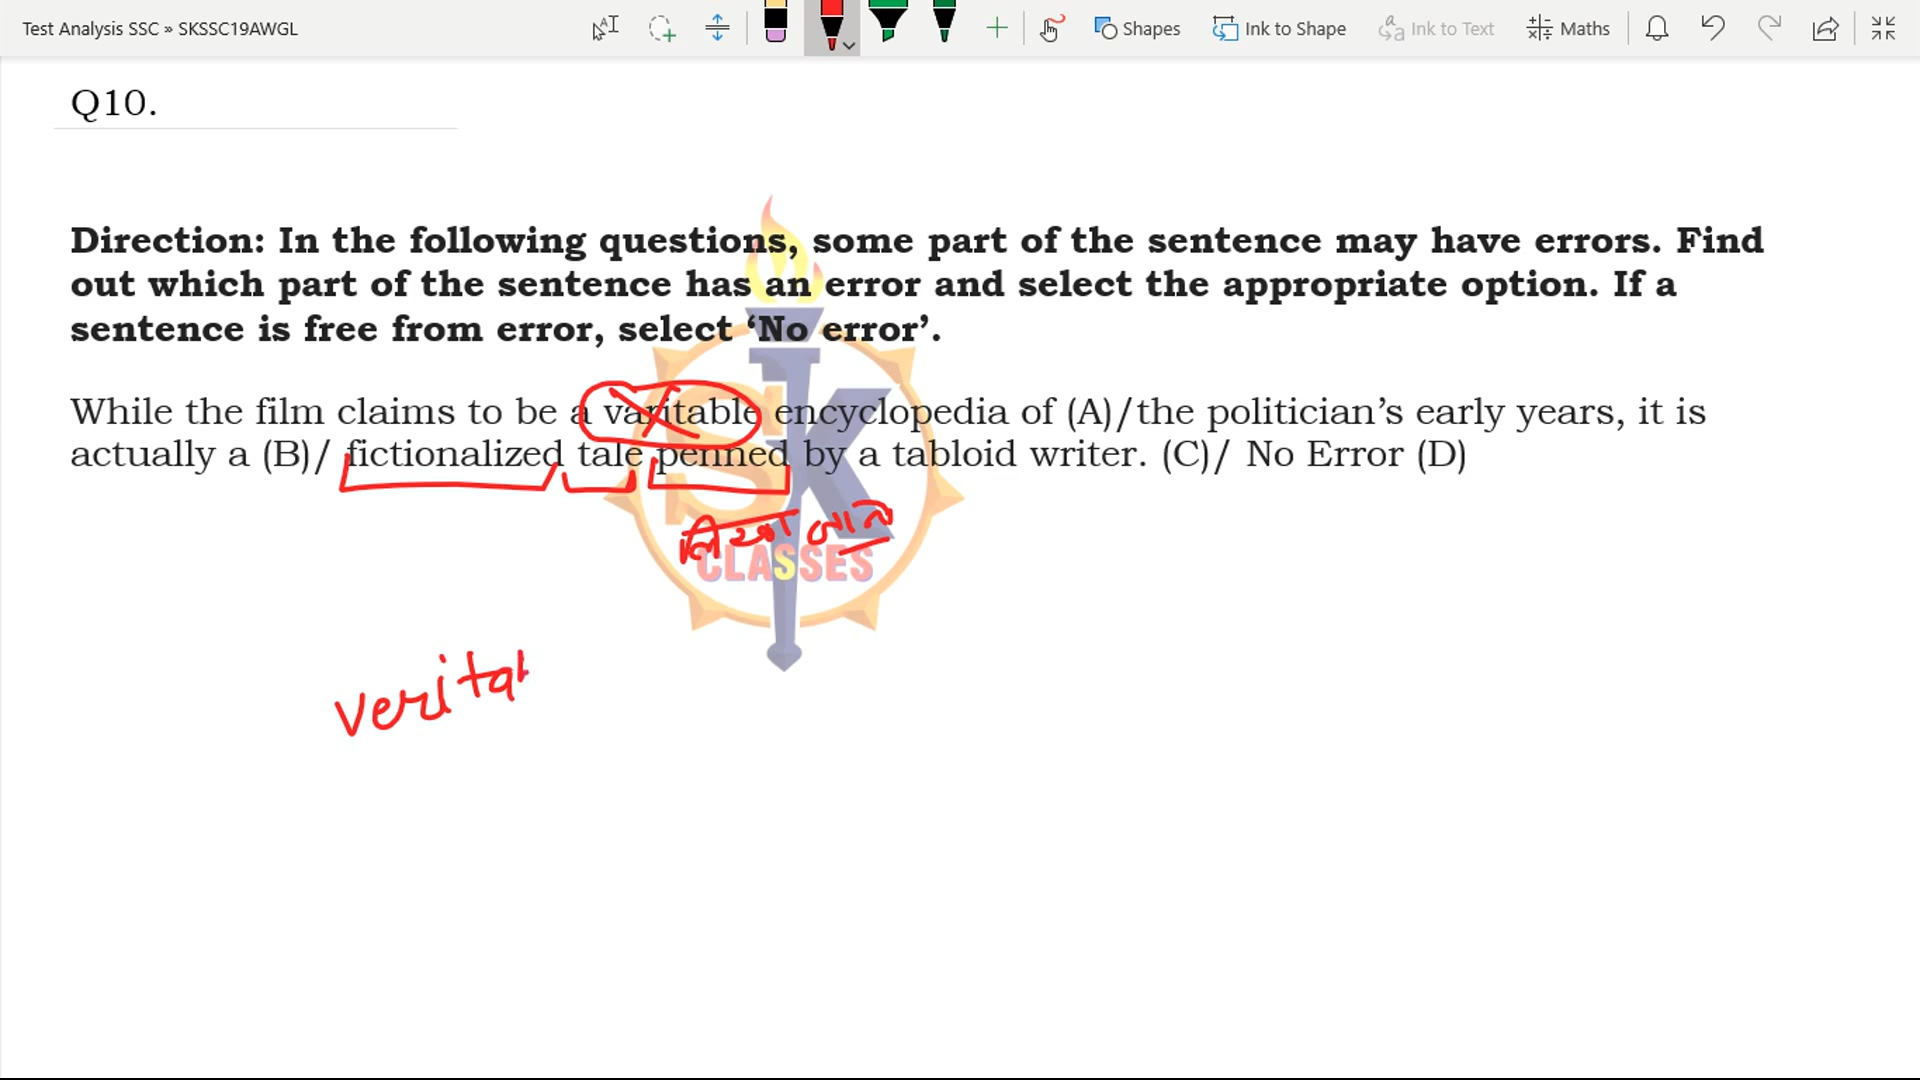 Test Analysis SSC » SKSSC19AWGL
Shapes
Ink to Shape
Ink to Text
Maths
Q10.
Direction: In the following questions, some part of the sentence may have errors. Find
out which part of the sentence has an error and select the appropriate option. If a
sentence is free from error, select ‘No error’.
While the film claims to be a varitable encyclopedia of (A)/the politician’s early years, it is
actually a (B)/ fictionalized tale penned by a tabloid writer. (C)/ No Error (D)
SK
CLASSES
verita